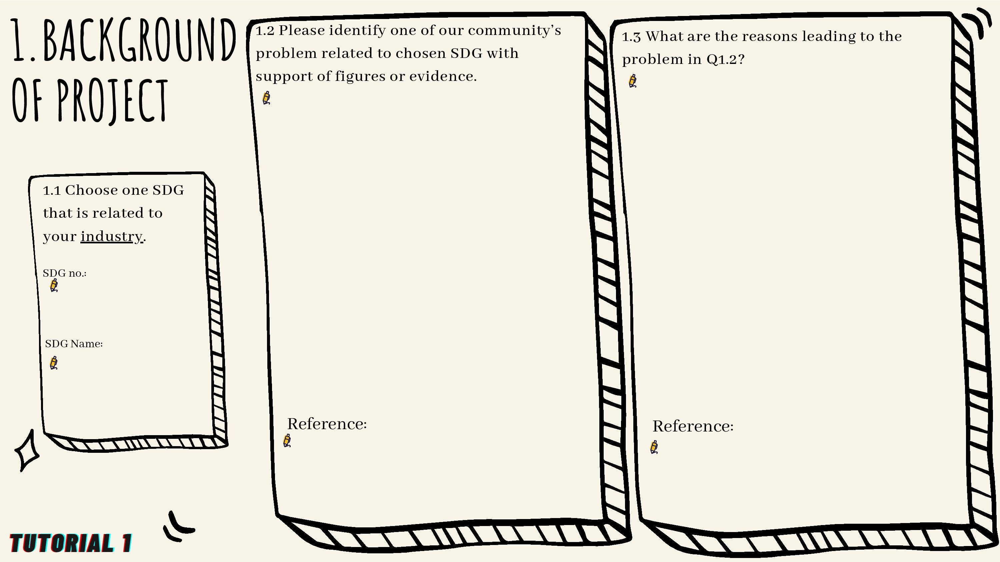 1. BACKGROUND
OF PROJECT
1.1 Choose one SDG
that is related to
your industry.
SDG no.:
SDG Name:
1.2 Please identify one of our community's
problem related to chosen SDG with
support of figures or evidence.
Reference:
1.3 What are the reasons leading to the
problem in Q1.2?
Reference:
TUTORIAL 1